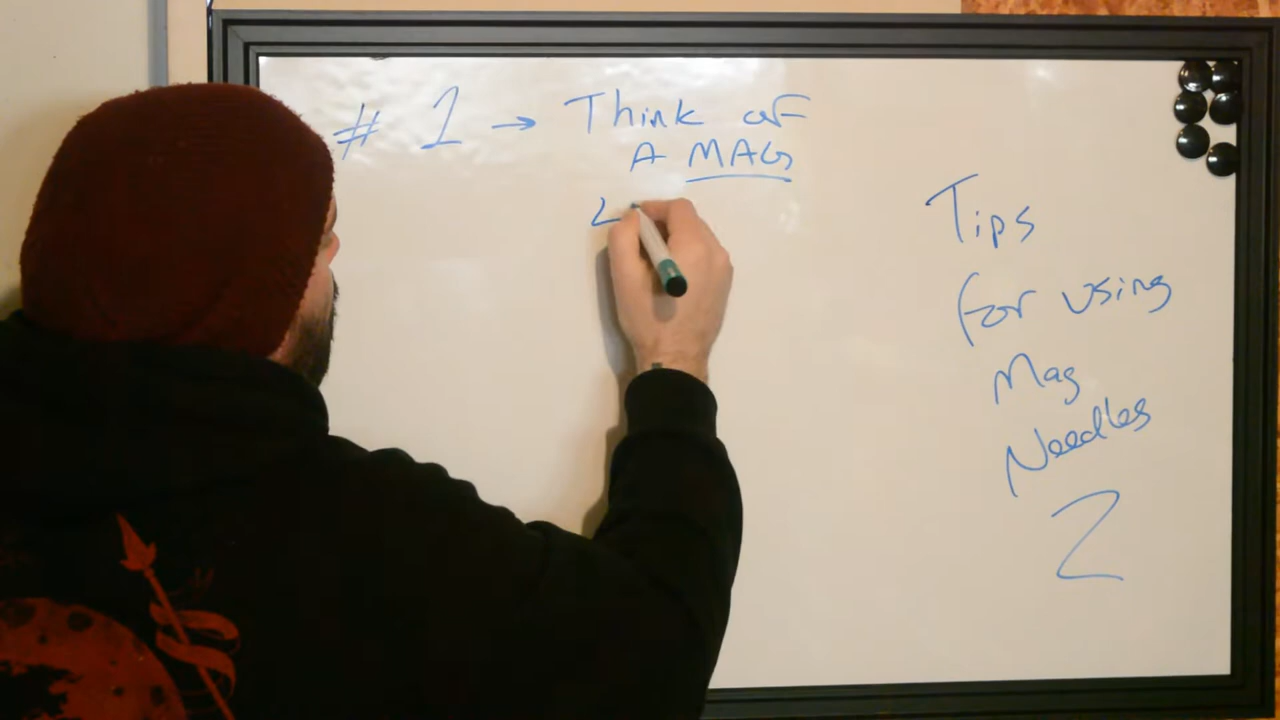 # 1 → Think of
A MAG
L
Tips
for using
Mag
Needles
2